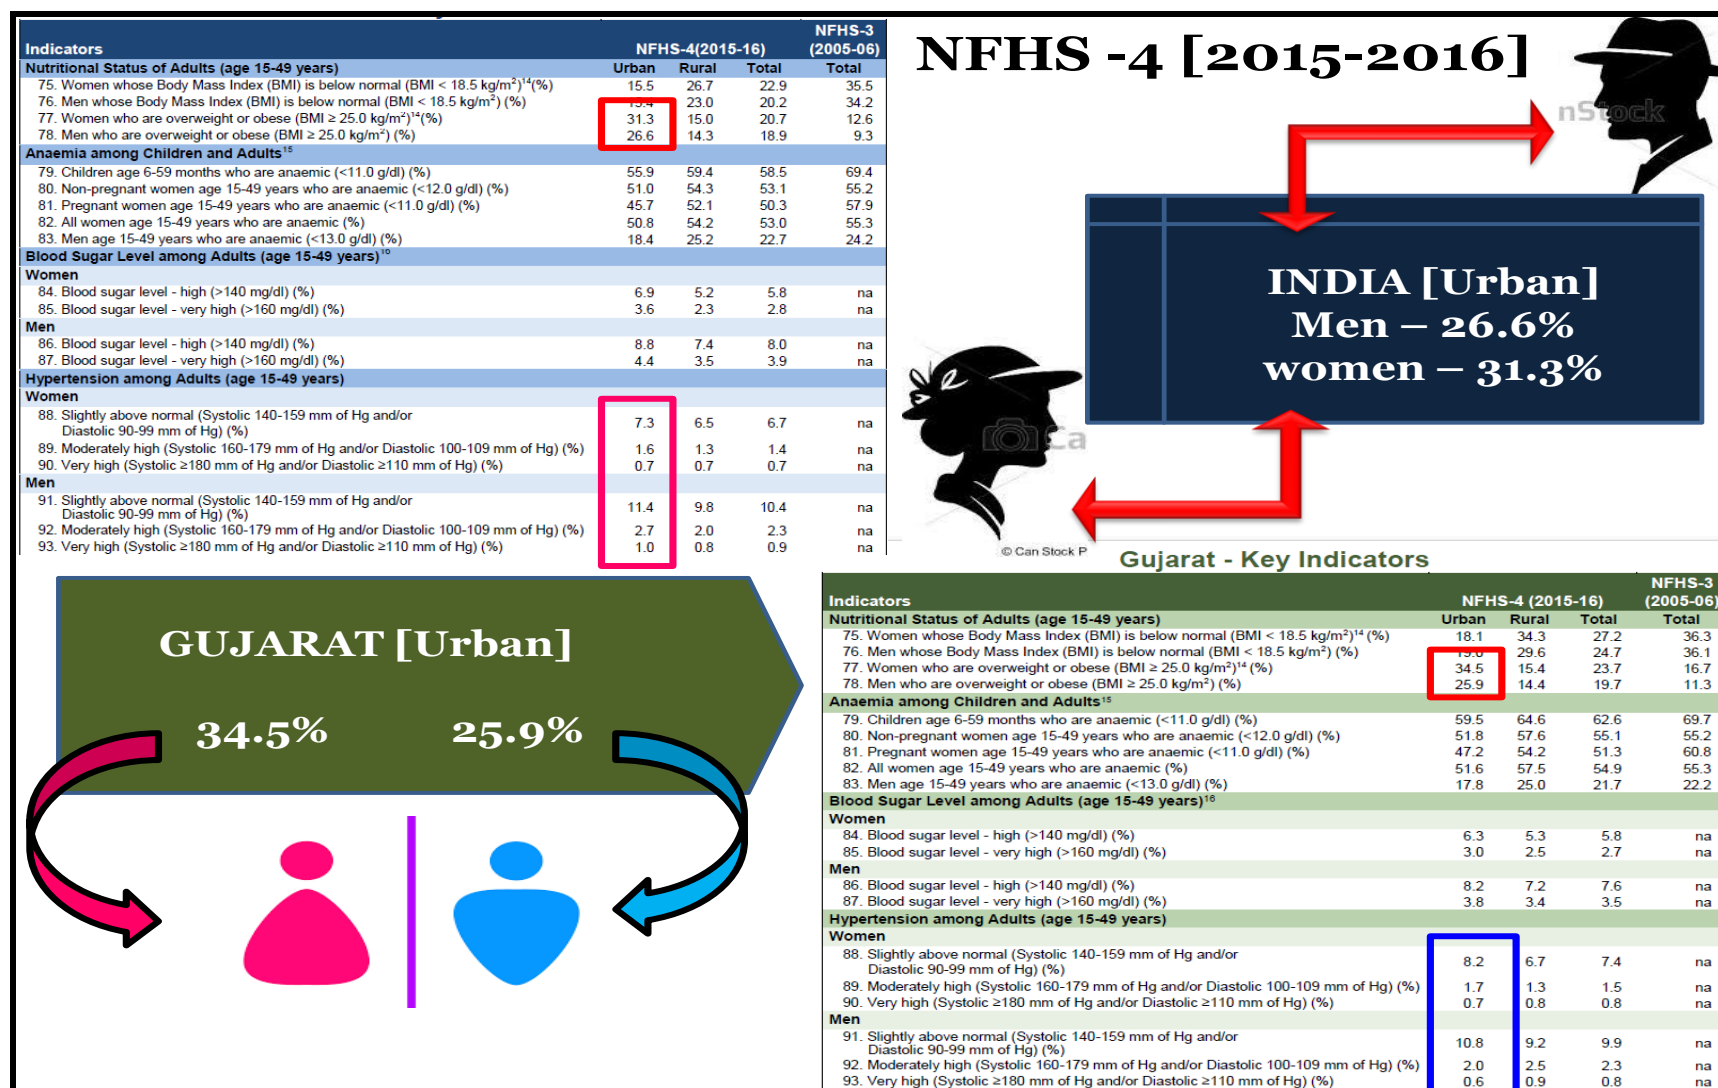 NFHS-3
Indicators NFHS-4(2015-16) (2005-06)
Nutritional Status of Adults (age 15-49 years) Urban Rural Total Total
75. Women whose Body Mass Index (BMI) is below normal (BMI < 18.5 kg/m²)¹⁴(%) 15.5 26.7 22.9 35.5
76. Men whose Body Mass Index (BMI) is below normal (BMI < 18.5 kg/m²) (%) 23.0 20.2 34.2
77. Women who are overweight or obese (BMI ≥ 25.0 kg/m²)¹⁴(%) 31.3 15.0 20.7 12.6
78. Men who are overweight or obese (BMI ≥ 25.0 kg/m²) (%) 26.6 14.3 18.9 9.3
Anaemia among Children and Adults¹⁵
79. Children age 6-59 months who are anaemic (<11.0 g/dl) (%) 55.9 59.4 58.5 69.4
80. Non-pregnant women age 15-49 years who are anaemic (<12.0 g/dl) (%) 51.0 54.3 53.1 55.2
81. Pregnant women age 15-49 years who are anaemic (<11.0 g/dl) (%) 45.7 52.1 50.3 57.9
82. All women age 15-49 years who are anaemic (%) 50.8 54.2 53.0 55.3
83. Men age 15-49 years who are anaemic (<13.0 g/dl) (%) 18.4 25.2 22.7 24.2
Blood Sugar Level among Adults (age 15-49 years)¹⁶
Women
84. Blood sugar level - high (>140 mg/dl) (%) 6.9 5.2 5.8 na
85. Blood sugar level - very high (>160 mg/dl) (%) 3.6 2.3 2.8 na
Men
86. Blood sugar level - high (>140 mg/dl) (%) 8.8 7.4 8.0 na
87. Blood sugar level - very high (>160 mg/dl) (%) 4.4 3.5 3.9 na
Hypertension among Adults (age 15-49 years)
Women
88. Slightly above normal (Systolic 140-159 mm of Hg and/or
Diastolic 90-99 mm of Hg) (%) 7.3 6.5 6.7 na
89. Moderately high (Systolic 160-179 mm of Hg and/or Diastolic 100-109 mm of Hg) (%) 1.6 1.3 1.4 na
90. Very high (Systolic ≥180 mm of Hg and/or Diastolic ≥110 mm of Hg) (%) 0.7 0.7 0.7 na
Men
91. Slightly above normal (Systolic 140-159 mm of Hg and/or
Diastolic 90-99 mm of Hg) (%) 11.4 9.8 10.4 na
92. Moderately high (Systolic 160-179 mm of Hg and/or Diastolic 100-109 mm of Hg) (%) 2.7 2.0 2.3 na
93. Very high (Systolic ≥180 mm of Hg and/or Diastolic ≥110 mm of Hg) (%) 1.0 0.8 0.9 na
NFHS -4 [2015-2016]
nStock
INDIA [Urban]
Men – 26.6%
women – 31.3%
Ca
© Can Stock P
GUJARAT [Urban]
34.5% 25.9%
Gujarat - Key Indicators
NFHS-3
Indicators NFHS-4 (2015-16) (2005-06)
Nutritional Status of Adults (age 15-49 years) Urban Rural Total Total
75. Women whose Body Mass Index (BMI) is below normal (BMI < 18.5 kg/m²)¹⁴ (%) 18.1 34.3 27.2 36.3
76. Men whose Body Mass Index (BMI) is below normal (BMI < 18.5 kg/m²) (%) 29.6 24.7 36.1
77. Women who are overweight or obese (BMI ≥ 25.0 kg/m²)¹⁴ (%) 34.5 15.4 23.7 16.7
78. Men who are overweight or obese (BMI ≥ 25.0 kg/m²) (%) 25.9 14.4 19.7 11.3
Anaemia among Children and Adults¹⁵
79. Children age 6-59 months who are anaemic (<11.0 g/dl) (%) 59.5 64.6 62.6 69.7
80. Non-pregnant women age 15-49 years who are anaemic (<12.0 g/dl) (%) 51.8 57.6 55.1 55.2
81. Pregnant women age 15-49 years who are anaemic (<11.0 g/dl) (%) 47.2 54.2 51.3 60.8
82. All women age 15-49 years who are anaemic (%) 51.6 57.5 54.9 55.3
83. Men age 15-49 years who are anaemic (<13.0 g/dl) (%) 17.8 25.0 21.7 22.2
Blood Sugar Level among Adults (age 15-49 years)¹⁶
Women
84. Blood sugar level - high (>140 mg/dl) (%) 6.3 5.3 5.8 na
85. Blood sugar level - very high (>160 mg/dl) (%) 3.0 2.5 2.7 na
Men
86. Blood sugar level - high (>140 mg/dl) (%) 8.2 7.2 7.6 na
87. Blood sugar level - very high (>160 mg/dl) (%) 3.8 3.4 3.5 na
Hypertension among Adults (age 15-49 years)
Women
88. Slightly above normal (Systolic 140-159 mm of Hg and/or
Diastolic 90-99 mm of Hg) (%) 8.2 6.7 7.4 na
89. Moderately high (Systolic 160-179 mm of Hg and/or Diastolic 100-109 mm of Hg) (%) 1.7 1.3 1.5 na
90. Very high (Systolic ≥180 mm of Hg and/or Diastolic ≥110 mm of Hg) (%) 0.7 0.8 0.8 na
Men
91. Slightly above normal (Systolic 140-159 mm of Hg and/or
Diastolic 90-99 mm of Hg) (%) 10.8 9.2 9.9 na
92. Moderately high (Systolic 160-179 mm of Hg and/or Diastolic 100-109 mm of Hg) (%) 2.0 2.5 2.3 na
93. Very high (Systolic ≥180 mm of Hg and/or Diastolic ≥110 mm of Hg) (%) 0.6 0.9 0.8 na